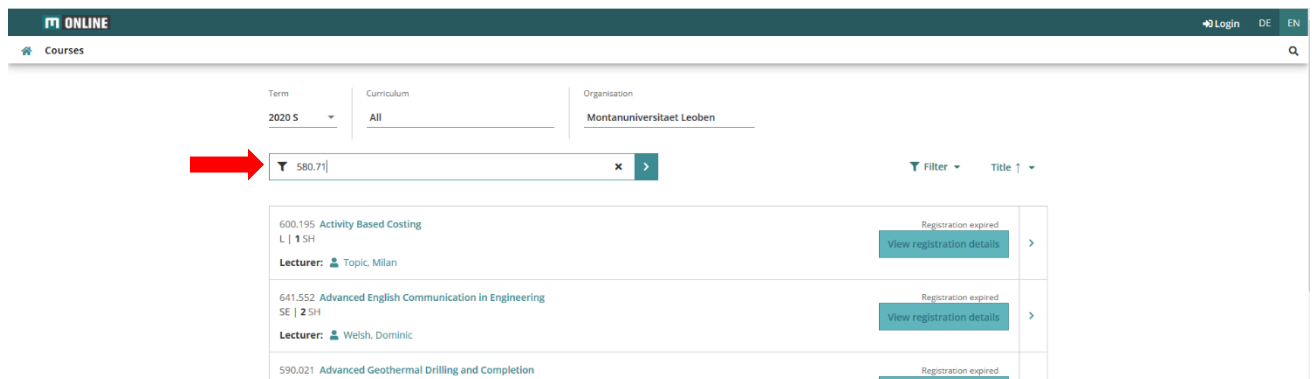 m ONLINE
Login DE EN
Courses
Term Curriculum Organisation
2020 S All Montanuniversitaet Leoben
580.71
Filter Title ↑
600.195 Activity Based Costing
L | 1 SH
Lecturer: Topic, Milan
Registration expired
View registration details
641.552 Advanced English Communication in Engineering
SE | 2 SH
Lecturer: Welsh, Dominic
Registration expired
View registration details
590.021 Advanced Geothermal Drilling and Completion
Registration expired